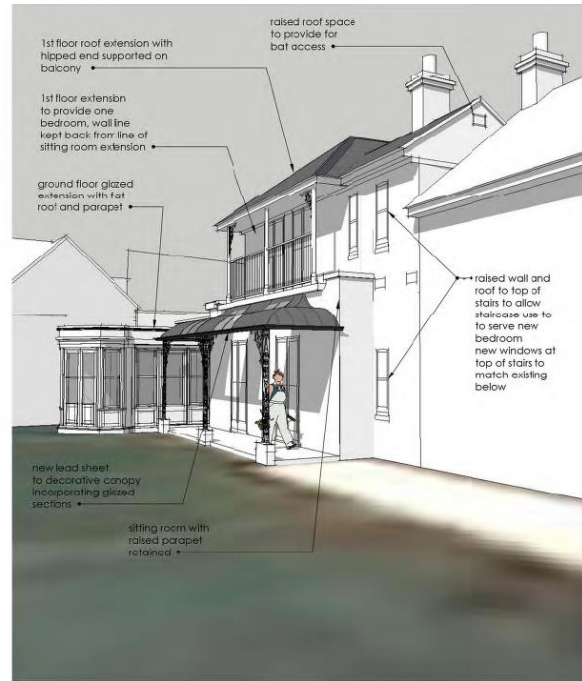 raised roof space
to provide for
bat access
1st floor roof extension with
hipped end supported on
balcony
1st floor extension
to provide one
bedroom, wall line
kept back from line of
sitting room extension
ground floor glazed
extension with fat
roof and parapet
raised wall and
roof to top of
stairs to allow
staircase use to
to serve new
bedroom
new windows at
top of stairs to
match existing
below
new lead sheet
to decorative canopy
incorporating glazed
sections
sitting room with
raised parapet
retained